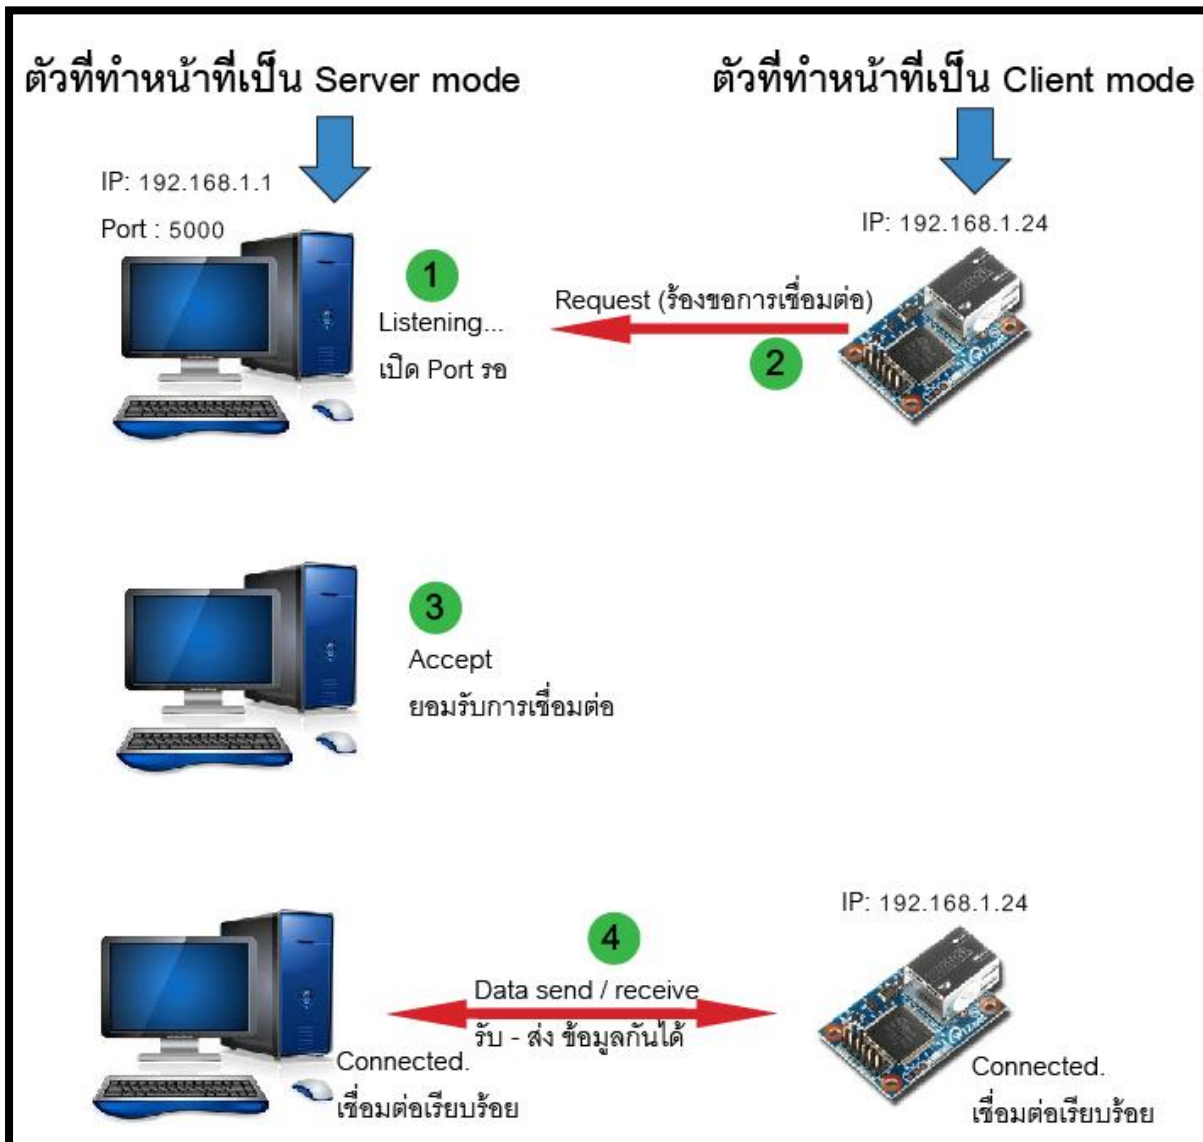 ตัวที่ทำหน้าที่เป็น Server mode
ตัวที่ทำหน้าที่เป็น Client mode
IP: 192.168.1.1
Port : 5000
IP: 192.168.1.24
1
Listening...
เปิด Port รอ
Request (ร้องขอการเชื่อมต่อ)
2
3
Accept
ยอมรับการเชื่อมต่อ
IP: 192.168.1.24
4
Data send / receive
รับ - ส่ง ข้อมูลกันได้
Connected.
เชื่อมต่อเรียบร้อย
Connected.
เชื่อมต่อเรียบร้อย